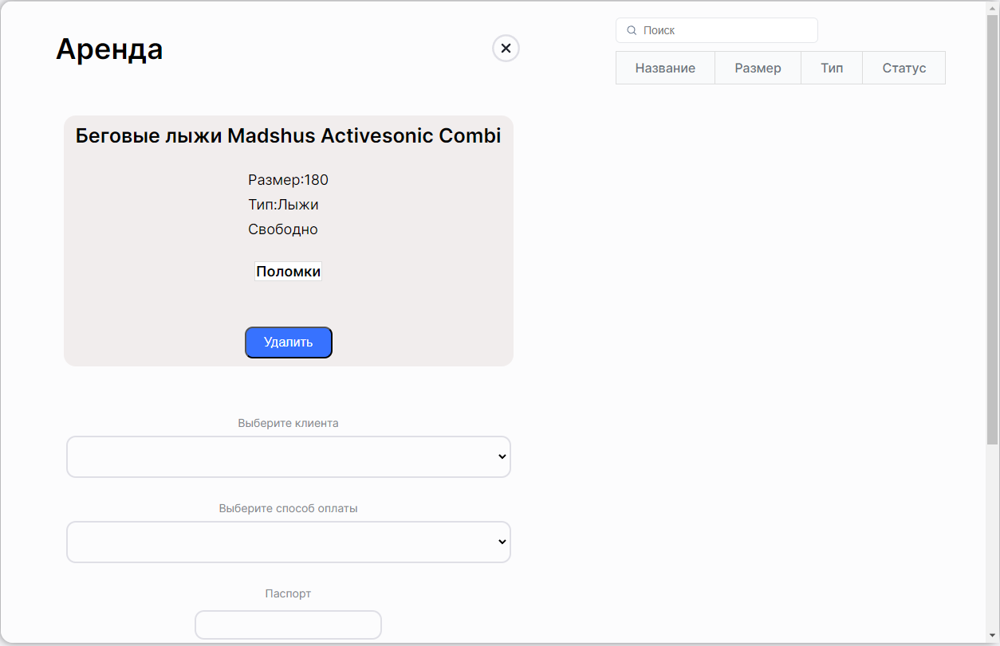 Аренда
Поиск
Название Размер Тип Статус
Беговые лыжи Madshus Activesonic Combi
Размер:180
Тип:Лыжи
Свободно
Поломки
Удалить
Выберите клиента
Выберите способ оплаты
Паспорт